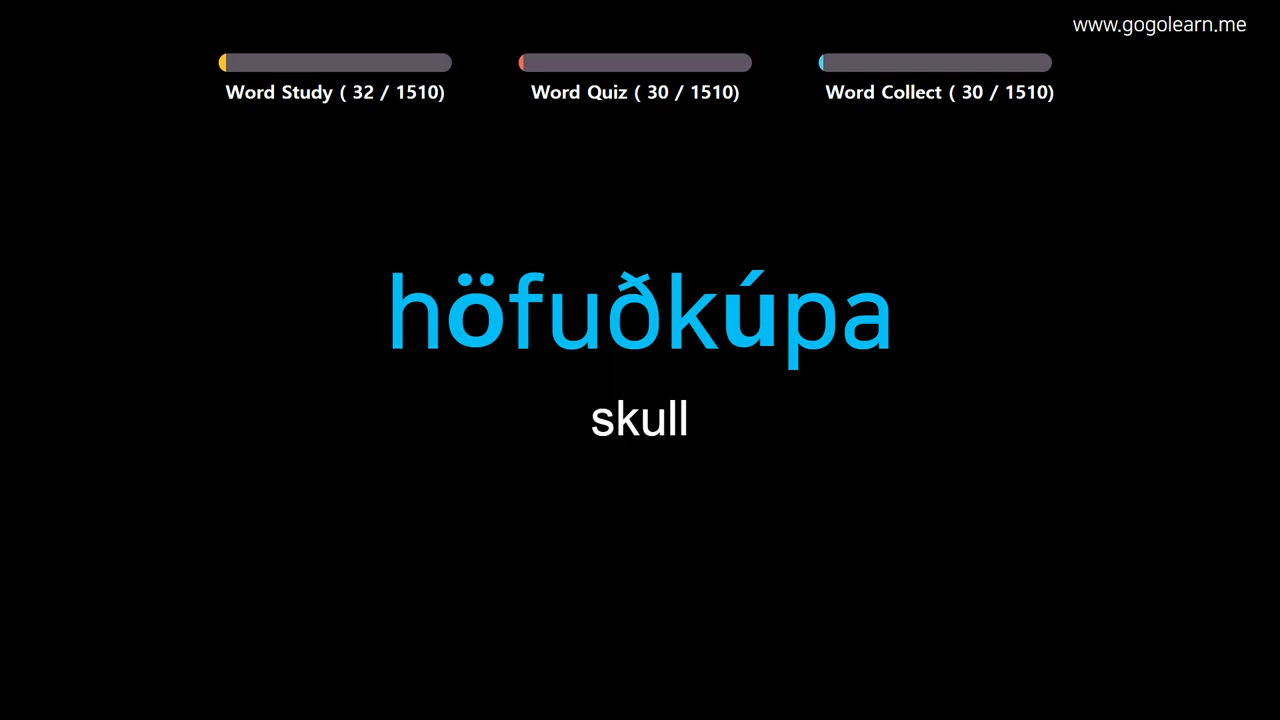 www.gogolearn.me
Word Study ( 32 / 1510)
Word Quiz ( 30 / 1510)
Word Collect ( 30 / 1510)
höfuðkúpa
skull